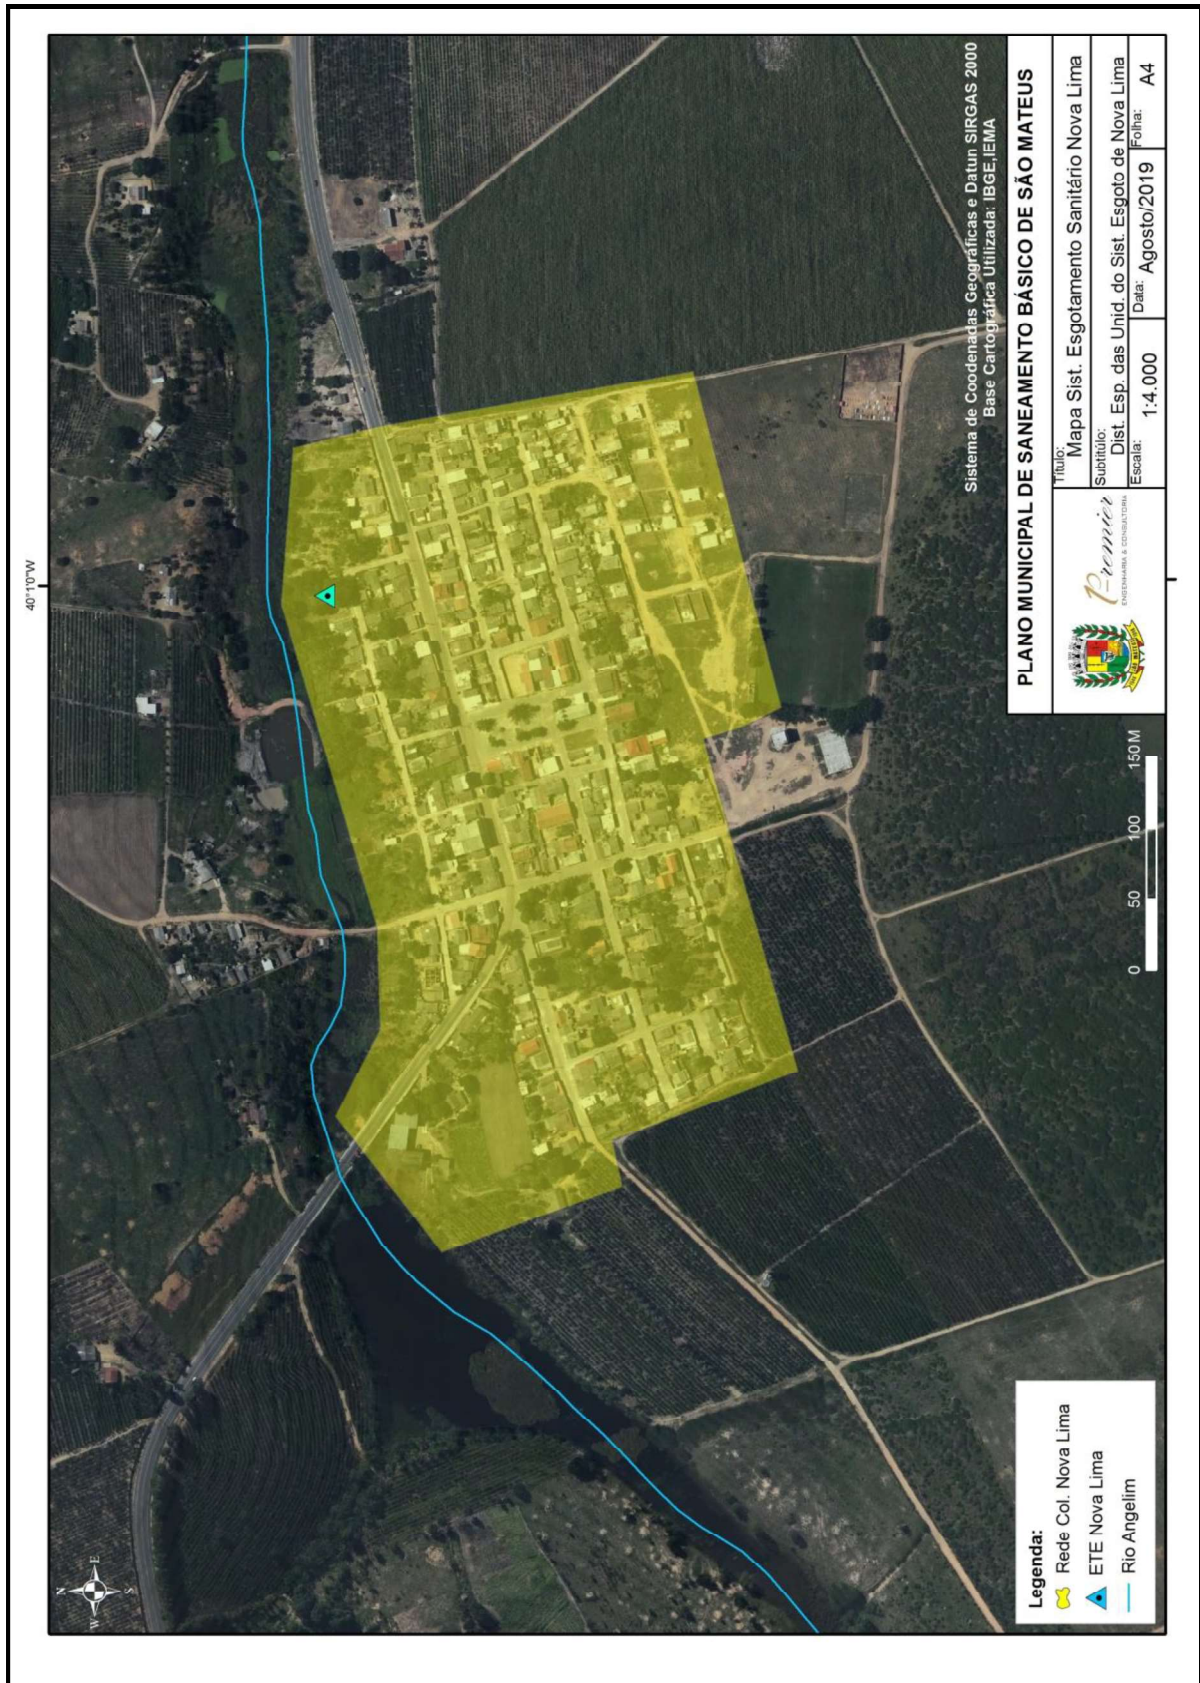 40°1'0"W
N
W
E
S
Sistema de Coodenadas Geográficas e Datun SIRGAS 2000
Base Cartográfica Utilizada: IBGE,IEMA
PLANO MUNICIPAL DE SANEAMENTO BÁSICO DE SÃO MATEUS
Título:
Mapa Sist. Esgotamento Sanitário Nova Lima
Subtitúlo:
Dist. Esp. das Unid. do Sist. Esgoto de Nova Lima
Escala:
1:4.000
Data:
Agosto/2019
Folha:
A4
Premier
ENGENHARIA & CONSULTORIA
0 50 100 150 M
Legenda:
Rede Col. Nova Lima
ETE Nova Lima
Rio Angelim